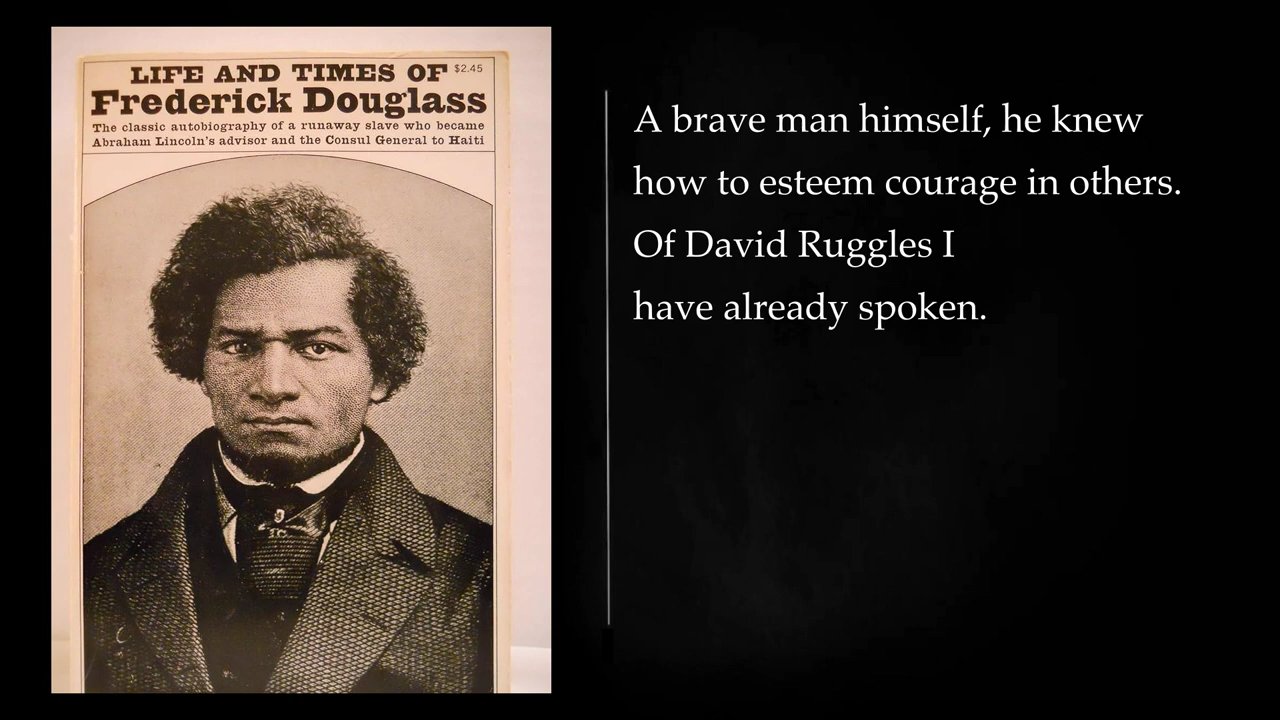 LIFE AND TIMES OF $2.45
Frederick Douglass
The classic autobiography of a runaway slave who became
Abraham Lincoln's advisor and the Consul General to Haiti
A brave man himself, he knew
how to esteem courage in others.
Of David Ruggles I
have already spoken.